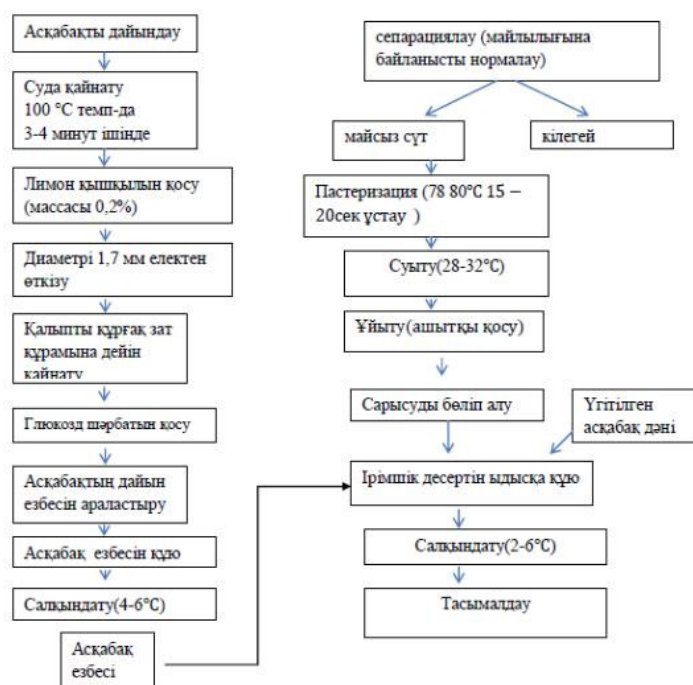 Асқабақты дайындау
Суда қайнату
100 °C темп-да
3-4 минут ішінде
Лимон қышқылын қосу
(массасы 0,2%)
Диаметрі 1,7 мм електен
өткізу
Қалыпты құрғақ зат
құрамына дейін
қайнату
Глюкозд шәрбатын қосу
Асқабақтың дайын
езбесін араластыру
Асқабақ езбесін құю
Салқындату(4-6°С)
Асқабақ
езбесі
сепарациялау (майлылығына
байланысты нормалау)
майсыз сүт
кілегей
Пастеризация (78 80°С 15 –
20сек ұстау )
Суыту(28-32°С)
Ұйыту(ашытқы қосу)
Сарысуды бөліп алу
Үгітілген
асқабақ дәні
Ірімшік десертін ыдысқа құю
Салқындату(2-6°С)
Тасымалдау